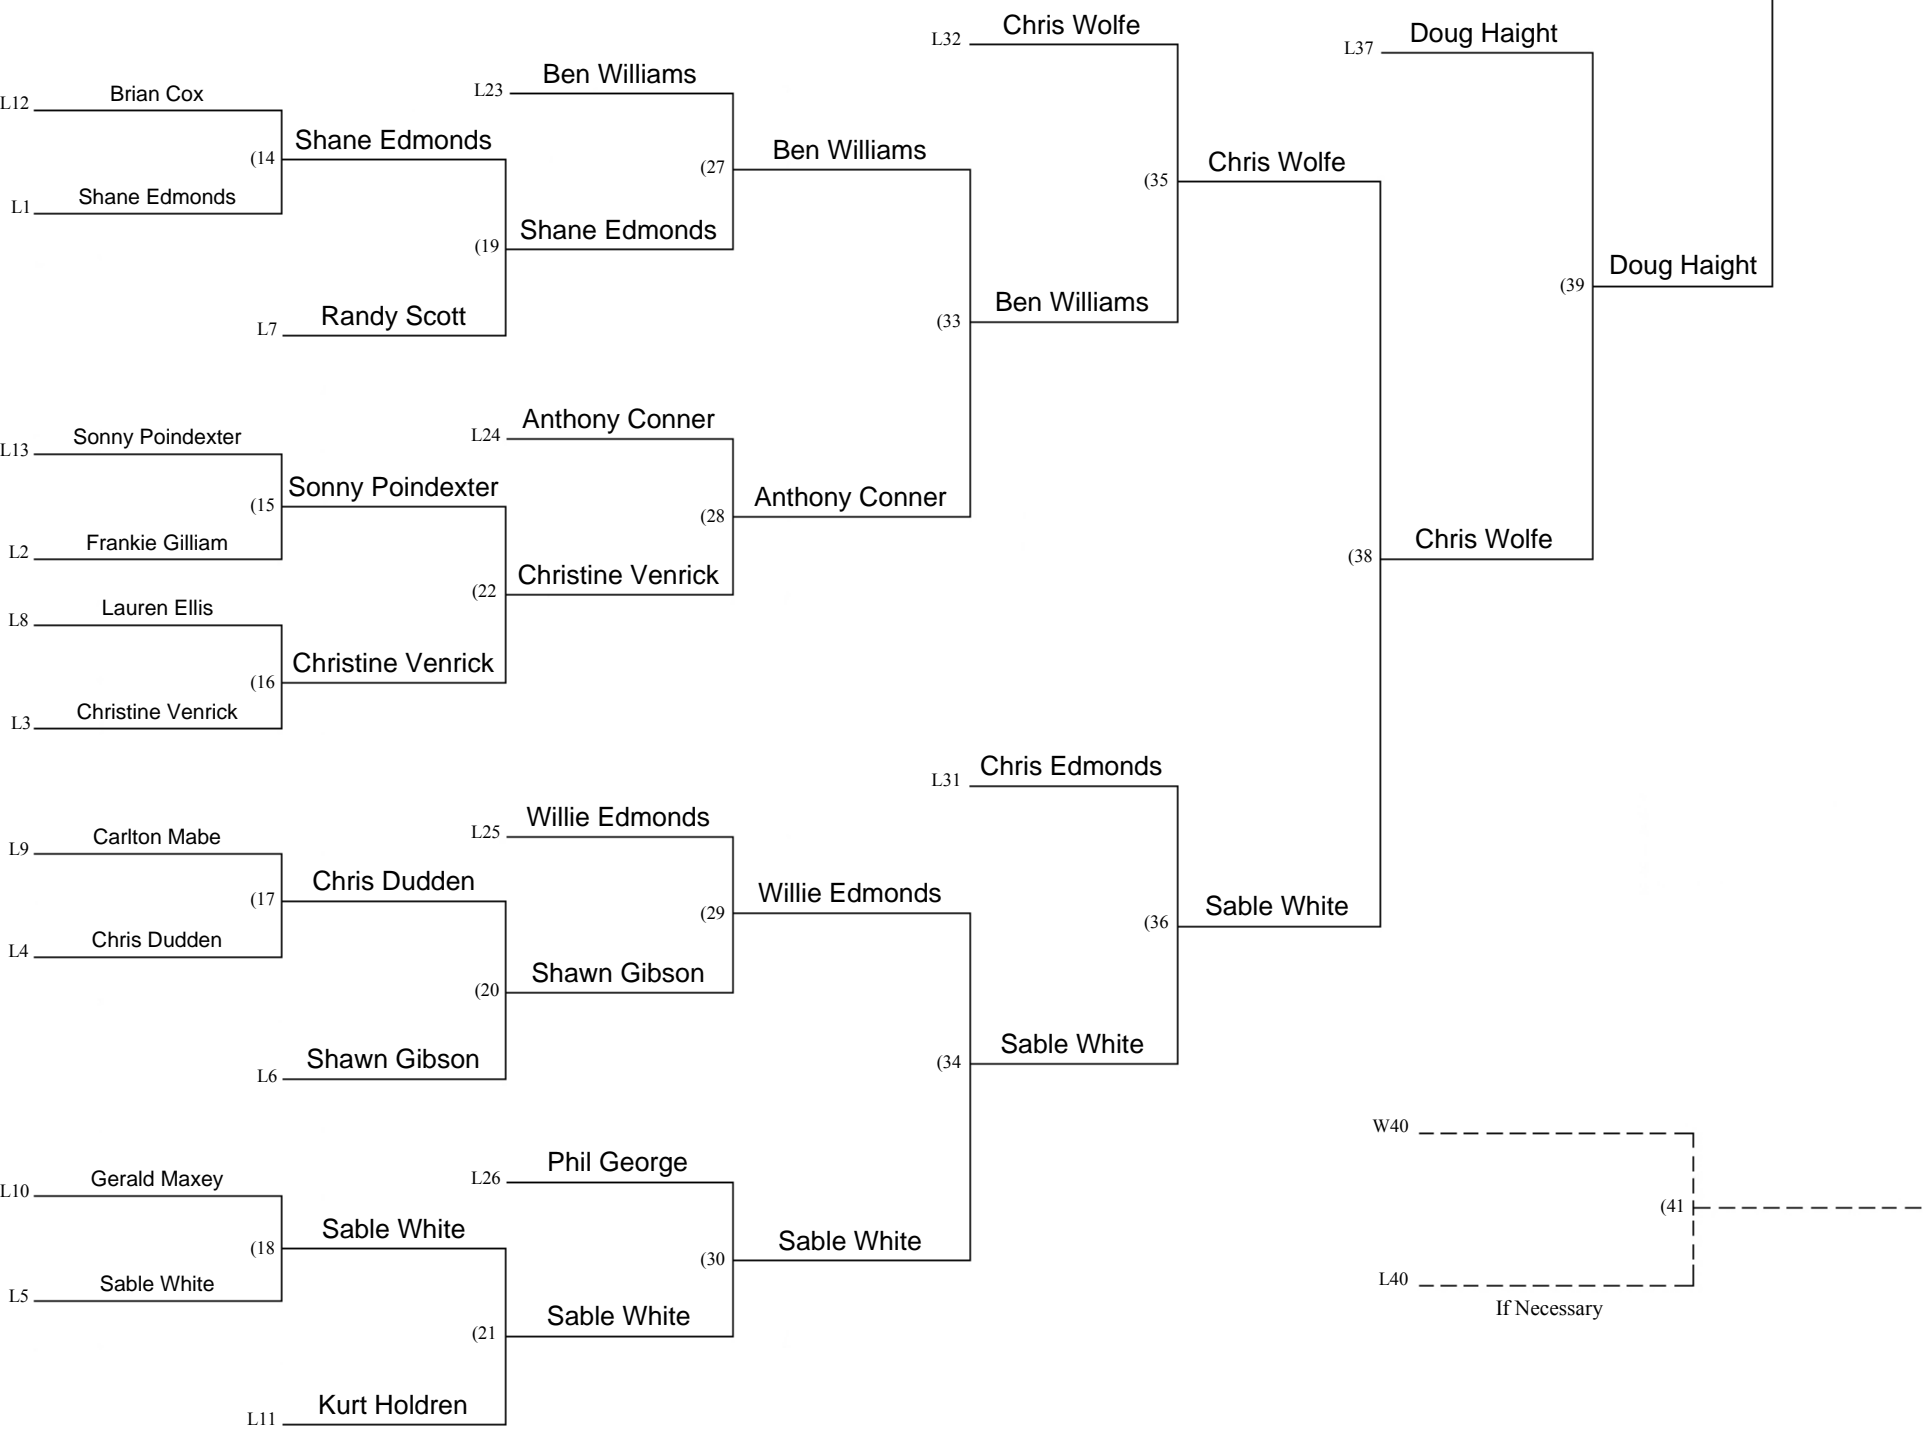 Chris Wolfe
L32
Doug Haight
L37
Ben Williams
L23
Brian Cox
L12
Shane Edmonds
(14
Ben Williams
(27
Chris Wolfe
(35
Shane Edmonds
L1
Shane Edmonds
(19
Doug Haight
(39
Randy Scott
L7
Ben Williams
(33
Anthony Conner
L24
Sonny Poindexter
L13
Sonny Poindexter
(15
Anthony Conner
(28
Frankie Gilliam
L2
Chris Wolfe
(38
Christine Venrick
(22
Lauren Ellis
L8
Christine Venrick
(16
Christine Venrick
L3
Chris Edmonds
L31
Willie Edmonds
L25
Carlton Mabe
L9
Chris Dudden
(17
Willie Edmonds
(29
Sable White
(36
Chris Dudden
L4
Shawn Gibson
(20
Shawn Gibson
L6
Sable White
(34
W40
Phil George
L26
Gerald Maxey
L10
(41
Sable White
(18
Sable White
(30
Sable White
L5
L40
If Necessary
Sable White
(21
Kurt Holdren
L11